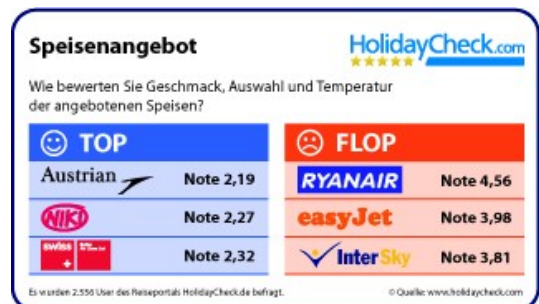 Speisenangebot
HolidayCheck.com
Wie bewerten Sie Geschmack, Auswahl und Temperatur
der angebotenen Speisen?
TOP
FLOP
Austrian Note 2,19
RYANAIR Note 4,56
NIKI Note 2,27
easyJet Note 3,98
swiss Note 2,32
InterSky Note 3,81
Es wurden 2.556 User des Reiseportals HolidayCheck.de befragt.
© Quelle: www.holidaycheck.com